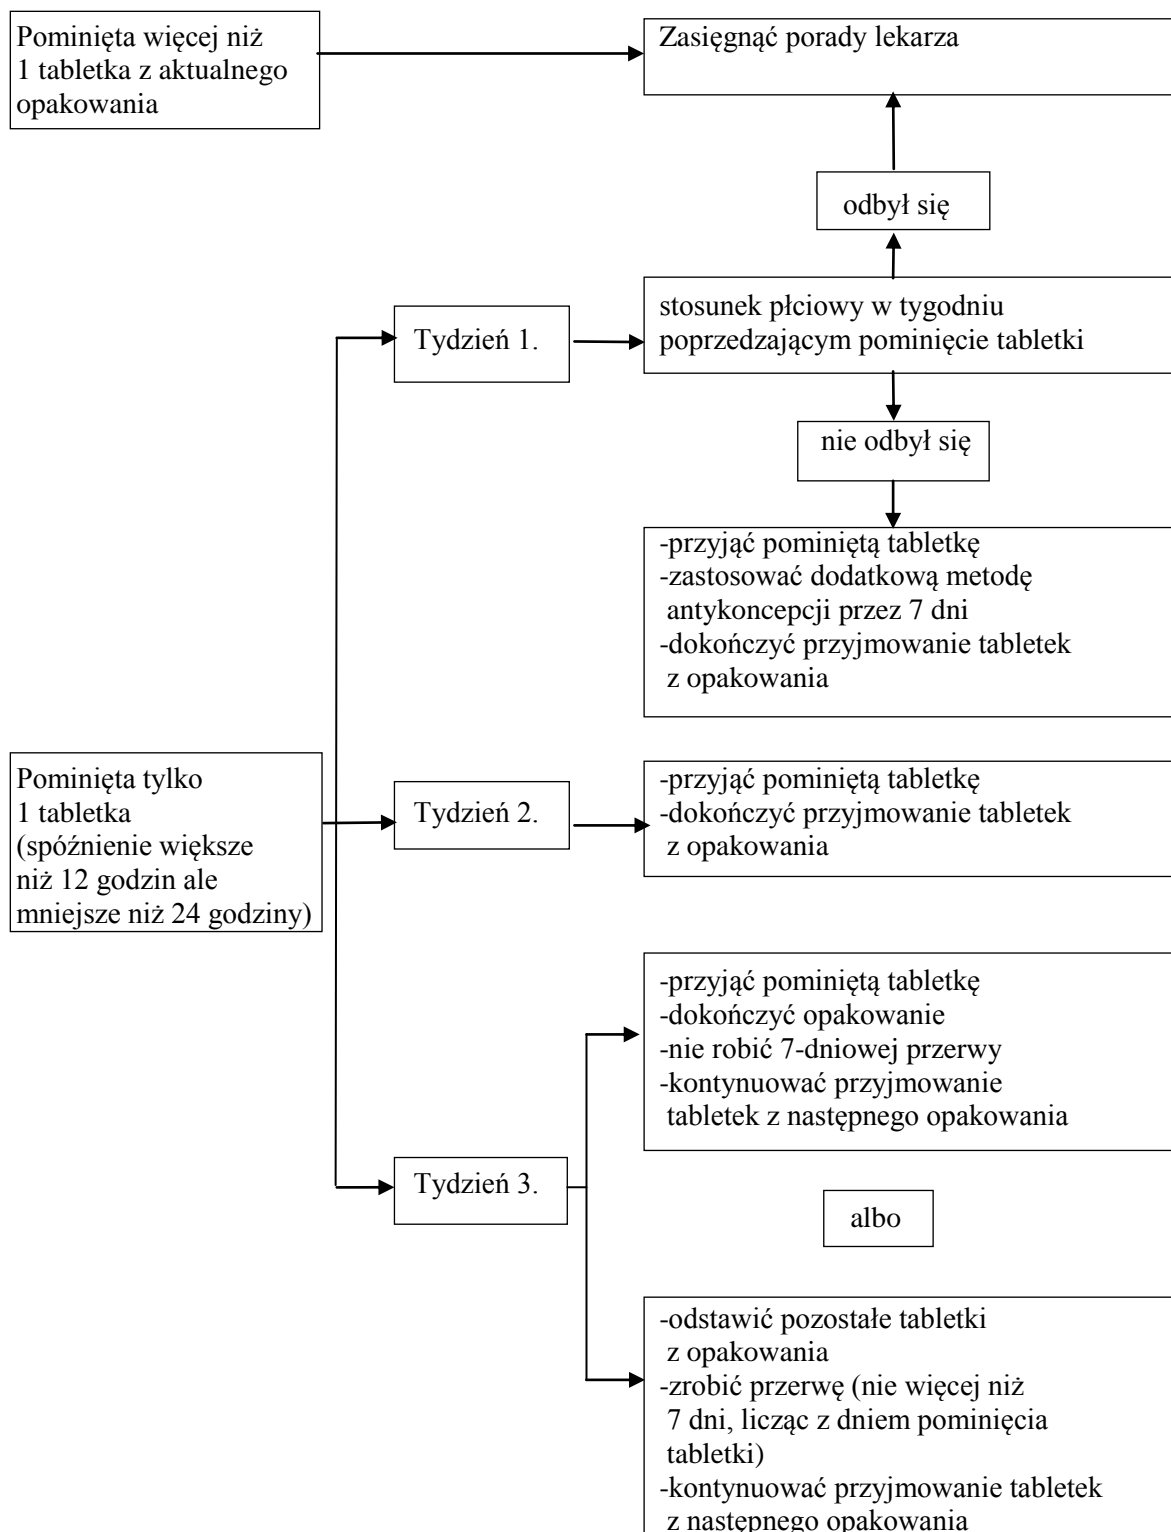 Pominięta więcej niż
1 tabletka z aktualnego
opakowania
Zasięgnąć porady lekarza
odbył się
stosunek płciowy w tygodniu
poprzedzającym pominięcie tabletki
Tydzień 1.
nie odbył się
-przyjąć pominiętą tabletkę
-zastosować dodatkową metodę
antykoncepcji przez 7 dni
-dokończyć przyjmowanie tabletek
z opakowania
Pominięta tylko
1 tabletka
(spóźnienie większe
niż 12 godzin ale
mniejsze niż 24 godziny)
Tydzień 2.
-przyjąć pominiętą tabletkę
-dokończyć przyjmowanie tabletek
z opakowania
-przyjąć pominiętą tabletkę
-dokończyć opakowanie
-nie robić 7-dniowej przerwy
-kontynuować przyjmowanie
tabletek z następnego opakowania
Tydzień 3.
albo
-odstawić pozostałe tabletki
z opakowania
-zrobić przerwę (nie więcej niż
7 dni, licząc z dniem pominięcia
tabletki)
-kontynuować przyjmowanie tabletek
z następnego opakowania